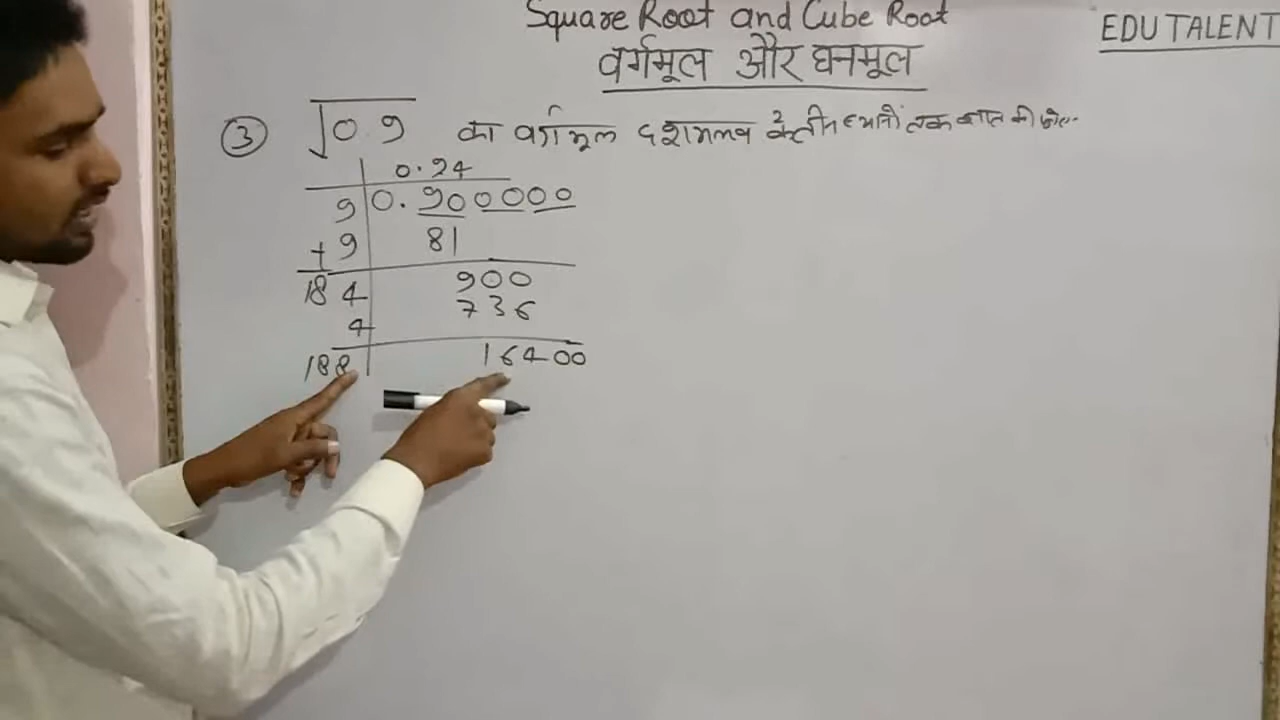 Square Root and Cube Root
EDU TALENT
वर्गमूल और घनमूल
③ √0.9 का वर्गमूल दशमलव के तीन स्थानों तक ज्ञात कीजिए
0.94
9 0.900000
+9 81
184 900
4 736
188 16400